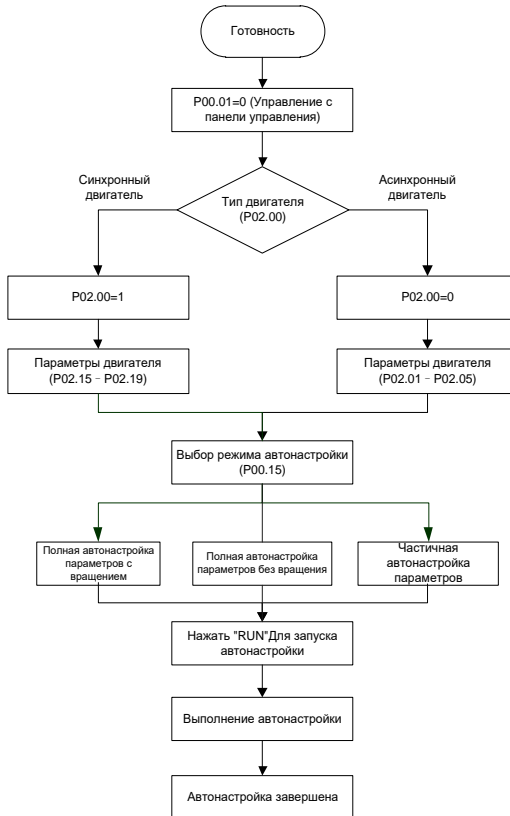 Готовность
P00.01=0 (Управление с
панели управления)
Синхронный
двигатель
Асинхронный
двигатель
Тип двигателя
(P02.00)
P02.00=1
P02.00=0
Параметры двигателя
(P02.15 - P02.19)
Параметры двигателя
(P02.01 - P02.05)
Выбор режима автонастройки
(P00.15)
Полная автонастройка
параметров с
вращением
Полная автонастройка
параметров без вращения
Частичная
автонастройка
параметров
Нажать "RUN"Для запуска
автонастройки
Выполнение автонастройки
Автонастройка завершена